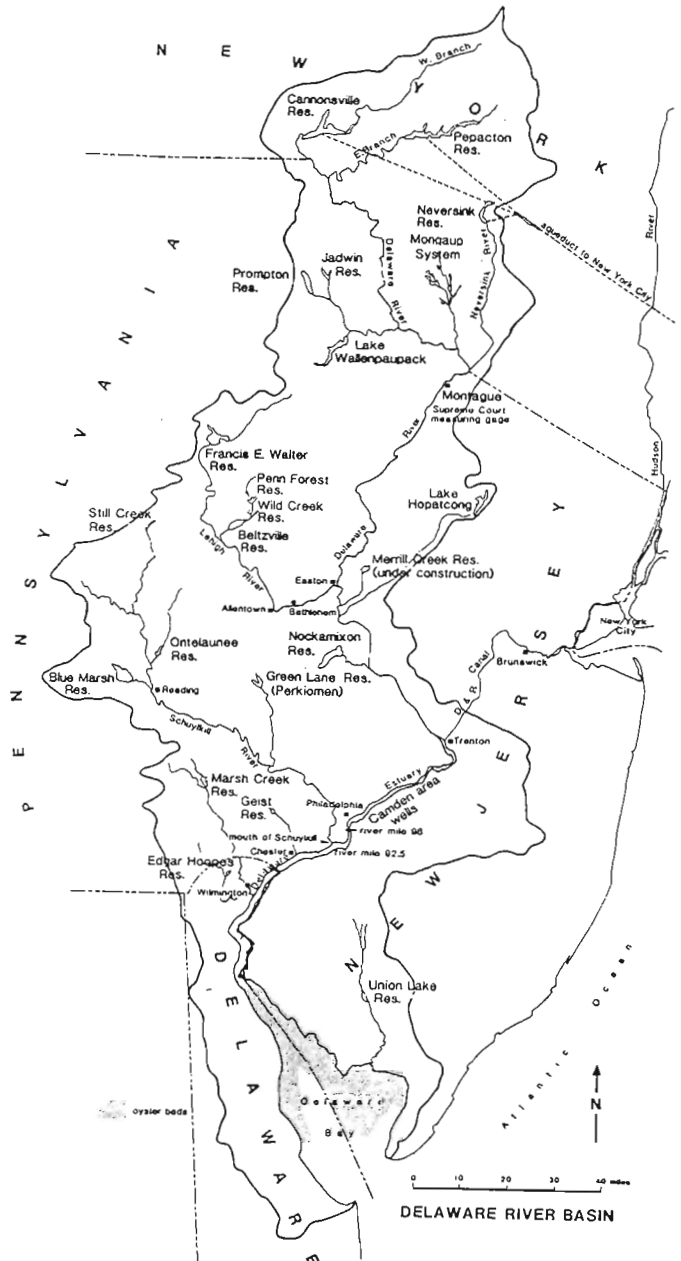 NEW YORK
W. Branch
Cannonsville
Res.
E. Branch
Pepacton
Res.
Neversink
Res.
Mongaup
System
Neversink River
aqueduct to New York City
River
Hudson
Jadwin
Res.
Prompton
Res.
Delaware
River
Lake
Wallenpaupack
Montague
Supreme Court
measuring gage
River
PENNSYLVANIA
Francis E. Walter
Res.
Penn Forest
Res.
Wild Creek
Res.
Still Creek
Res.
Beltzville
Res.
Lake
Hopatcong
Lehigh
River
Delaware
Merrill Creek Res.
(under construction)
Easton
Allentown
Bethlehem
New York
City
Ontelaunee
Res.
Nockamixon
Res.
Canal
Brunswick
Blue Marsh
Res.
Green Lane Res.
(Perkiomen)
Reading
D & R
Schuylkill
River
Trenton
Estuary
Marsh Creek
Res.
Geist
Res.
Philadelphia
Camden area
wells
river mile 98
mouth of Schuylkill
river mile 92.5
Chester
Edgar Hoopes
Res.
Wilmington
Delaware
NEW JERSEY
Union Lake
Res.
DELAWARE
Atlantic Ocean
oyster beds
Delaware
Bay
N
0 10 20 30 40 miles
DELAWARE RIVER BASIN